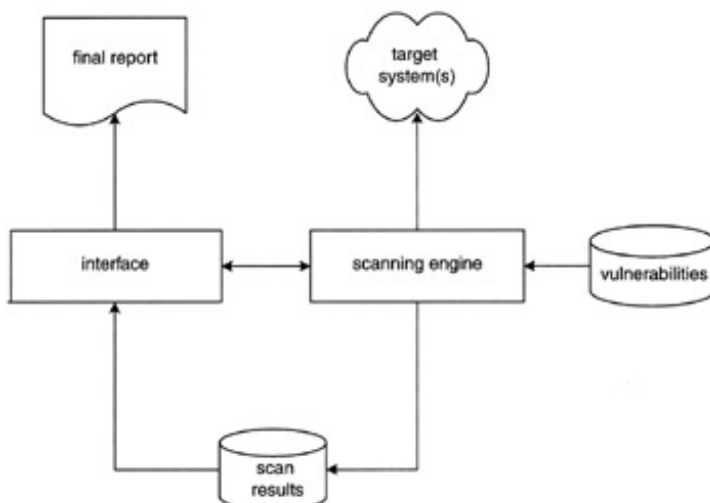 final report
target
system(s)
interface
scanning engine
vulnerabilities
scan
results